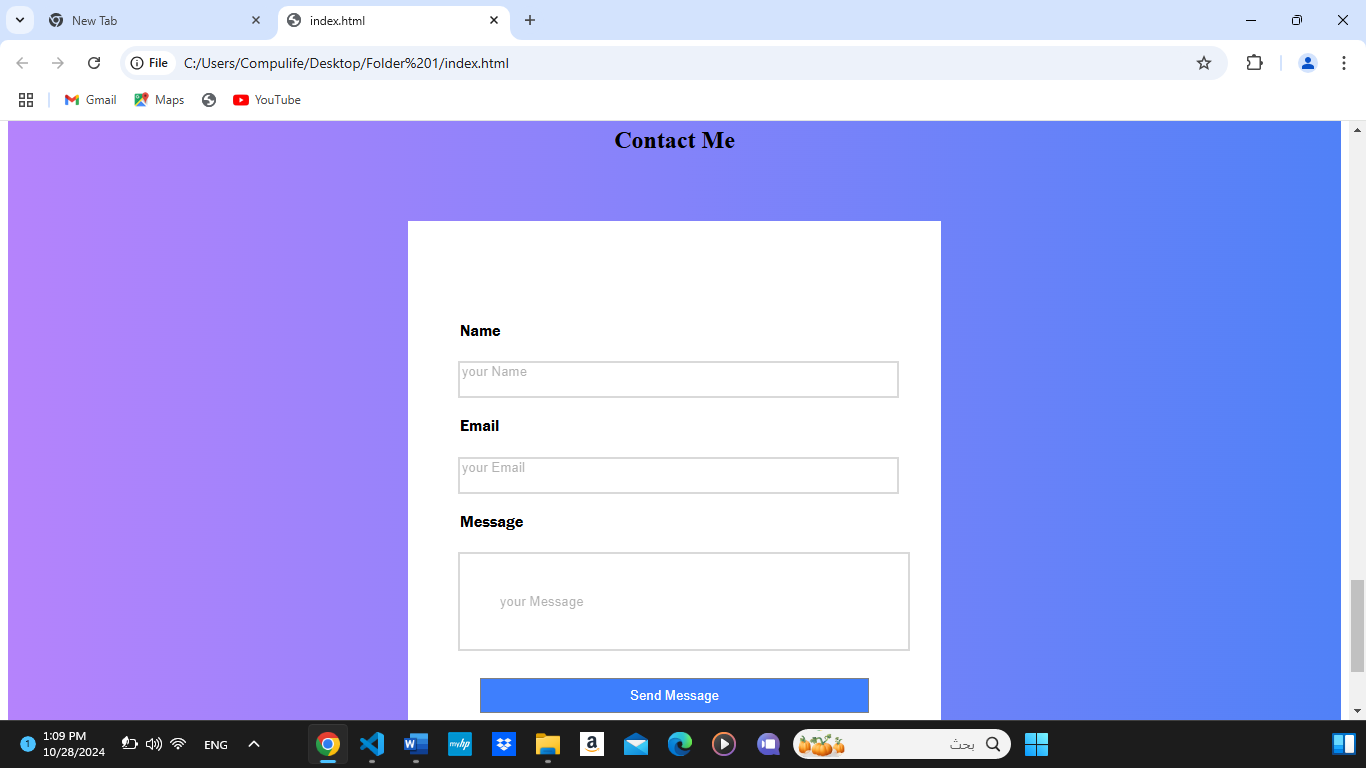 New Tab
index.html
File
C:/Users/Compulife/Desktop/Folder%201/index.html
Gmail
Maps
YouTube
Contact Me
Name
your Name
Email
your Email
Message
your Message
Send Message
1
1:09 PM
10/28/2024
ENG
myhp
a
بحث